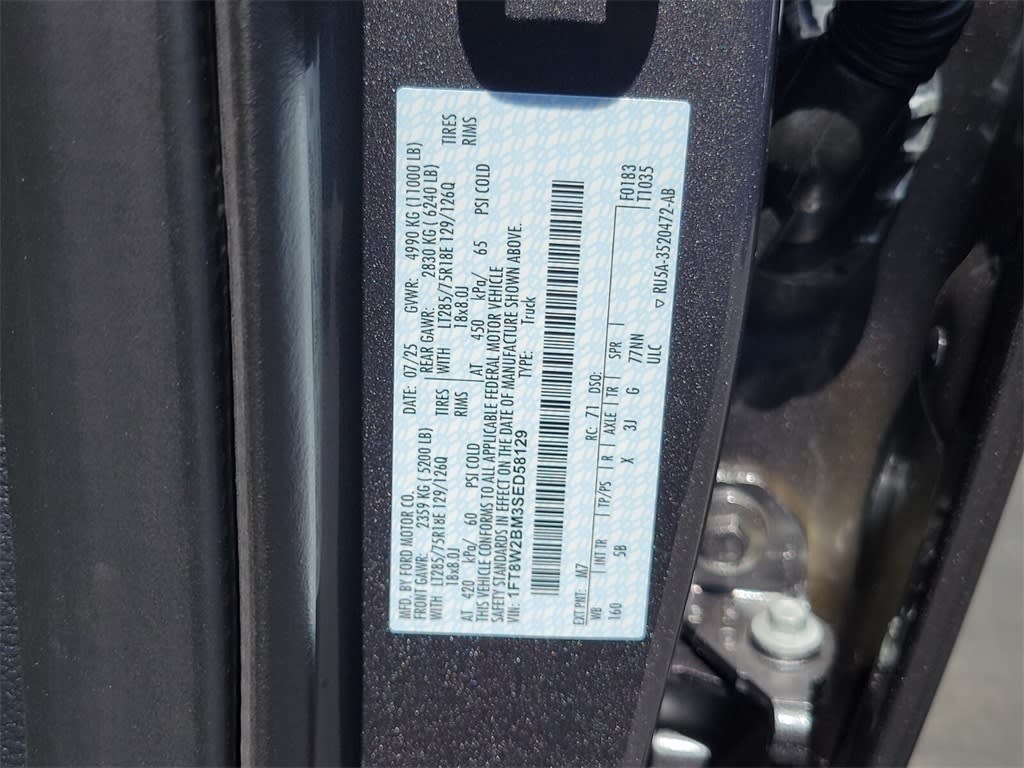 MFD. BY FORD MOTOR CO.
DATE: 07/25 GVWR: 4990 KG (11000 LB)
FRONT GAWR: 2359 KG (5200 LB)
REAR GAWR: 2830 KG (6240 LB)
WITH LT285/75R18E 129/126Q TIRES
WITH LT285/75R18E 129/126Q TIRES
18x8.0J RIMS
18x8.0J RIMS
AT 420 kPa/ 60 PSI COLD
AT 450 kPa/ 65 PSI COLD
THIS VEHICLE CONFORMS TO ALL APPLICABLE FEDERAL MOTOR VEHICLE
SAFETY STANDARDS IN EFFECT ON THE DATE OF MANUFACTURE SHOWN ABOVE.
VIN: 1FT8W2BM3SED58129 TYPE: Truck
EXT PNT: M7 RC: 71 DSO: F0183
WB INT TR TP/PS R AXLE TR SPR T1035
160 5B X 3J G 77NN
ULC ▽ RU5A-3520472-AB